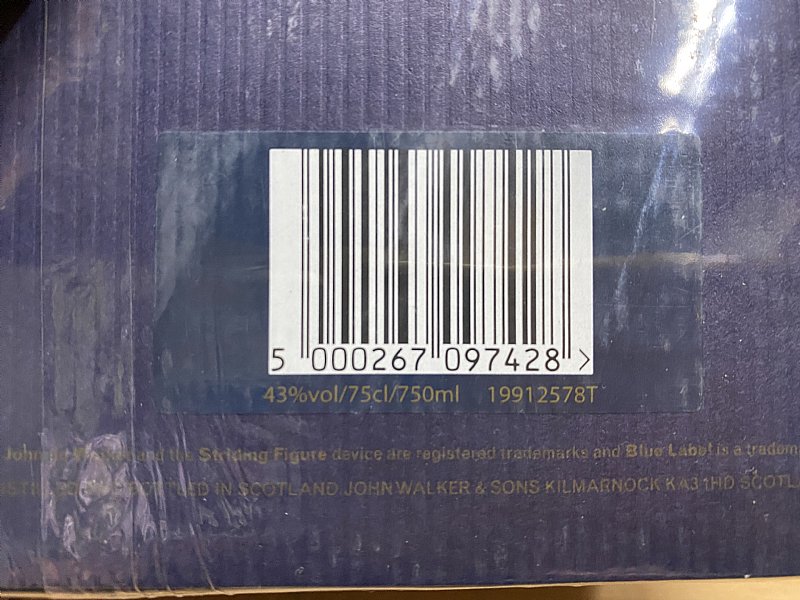 5 000267 097428 >
43%vol/75cl/750ml 19912578T
John and the Striding Figure device are registered trademarks and Blue Label is a
IN SCOTLAND JOHN WALKER & SONS KILMARNOCK KA3 1HD